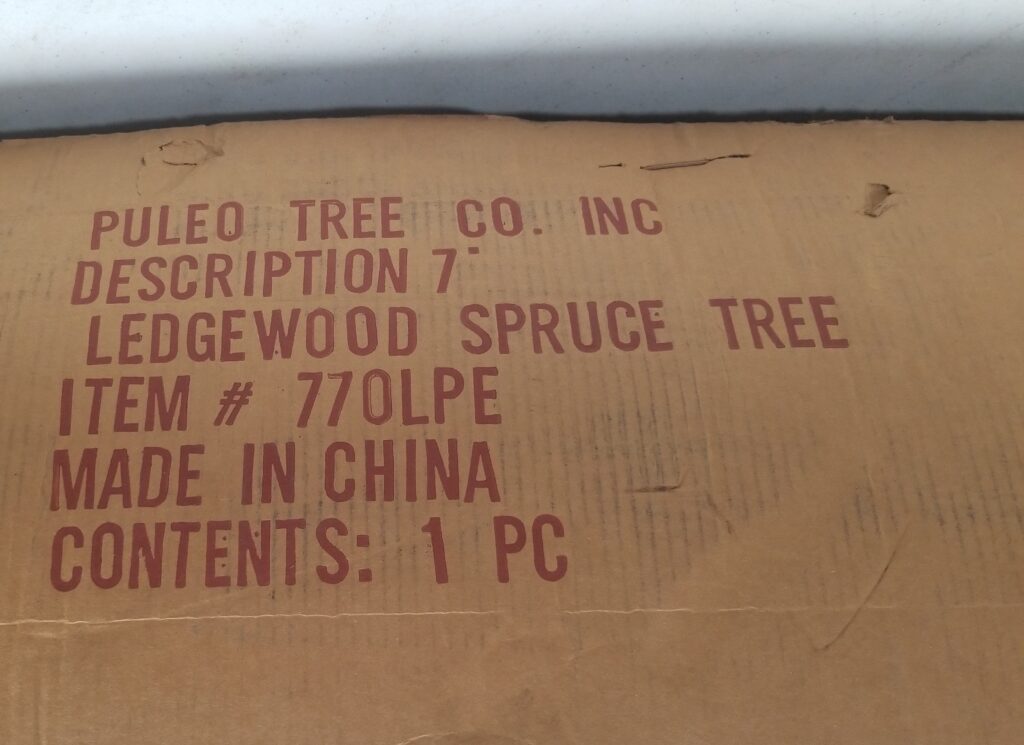 PULEO TREE CO. INC
DESCRIPTION 7'
LEDGEWOOD SPRUCE TREE
ITEM # 770LPE
MADE IN CHINA
CONTENTS: 1 PC